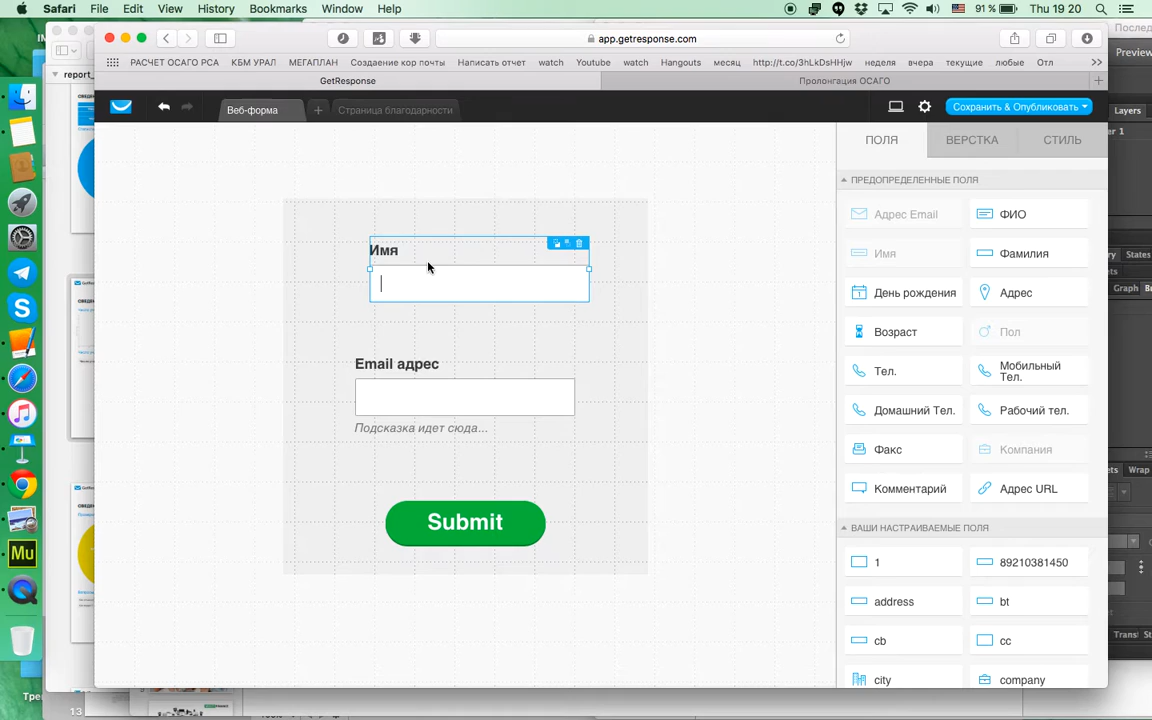 Safari File Edit View History Bookmarks Window Help 91 % Thu 19 20
app.getresponse.com
Послед
Preview
РАСЧЕТ ОСАГО РСА КБМ УРАЛ МЕГАПЛАН Создание кор почты Написать отчет watch Youtube watch Hangouts месяц http://t.co/3hLkDsHHjw неделя вчера текущие любые Отл
report_
GetResponse Пролонгация ОСАГО
Веб-форма Страница благодарности Сохранить & Опубликовать
Layers
ПОЛЯ ВЕРСТКА СТИЛЬ
ПРЕДОПРЕДЕЛЕННЫЕ ПОЛЯ
Адрес Email ФИО
Имя
Имя Фамилия
States
День рождения Адрес
Graph
Возраст Пол
Email адрес
Тел. Мобильный
Тел.
Домашний Тел. Рабочий тел.
Подсказка идет сюда...
Факс Компания
Wrap
Комментарий Адрес URL
Submit
ВАШИ НАСТРАИВАЕМЫЕ ПОЛЯ
Mu
1 89210381450
address bt
cb cc
city company
Тре
13